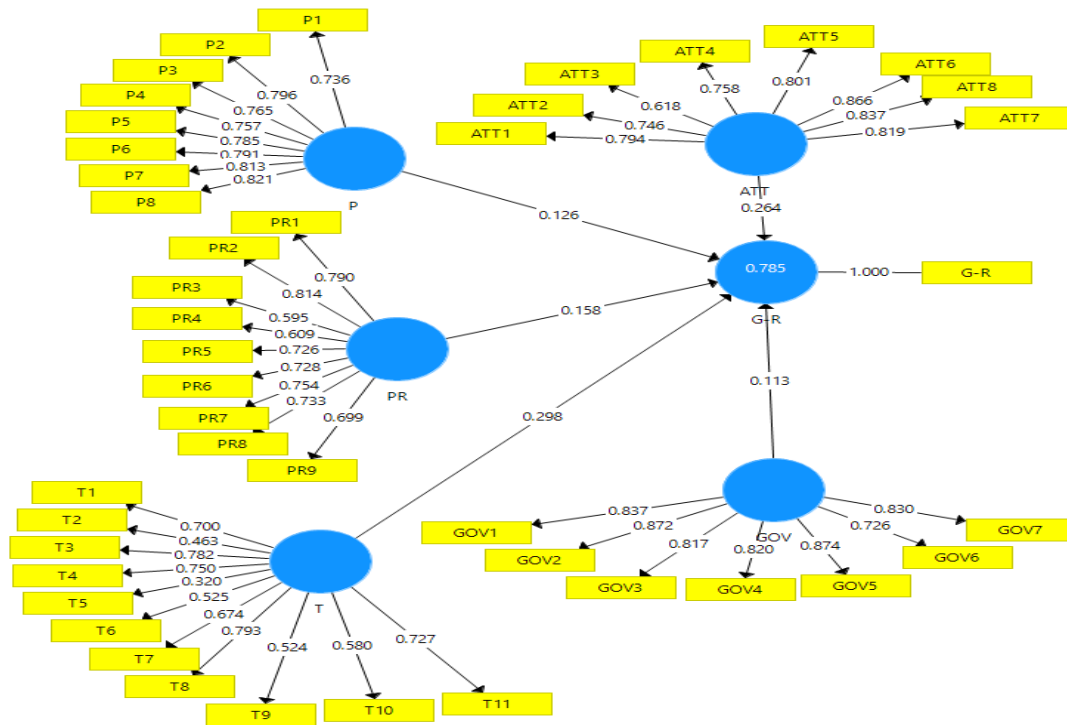 P1
P2
P3
P4
P5
P6
P7
P8
0.736
0.796
0.765
0.757
0.785
0.791
0.813
0.821
P
ATT5
ATT4
ATT3
ATT2
ATT1
ATT6
ATT8
ATT7
0.801
0.758
0.618
0.746
0.794
0.866
0.837
0.819
ATT
0.264
0.126
0.785
G-R
1.000
G-R
PR1
PR2
PR3
PR4
PR5
PR6
PR7
PR8
PR9
0.790
0.814
0.595
0.609
0.726
0.728
0.754
0.733
0.699
PR
0.158
0.298
0.113
T1
T2
T3
T4
T5
T6
T7
T8
T9
T10
T11
0.700
0.463
0.782
0.750
0.320
0.525
0.674
0.793
0.524
0.580
0.727
T
GOV
0.837
0.872
0.817
0.820
0.874
0.726
0.830
GOV1
GOV2
GOV3
GOV4
GOV5
GOV6
GOV7